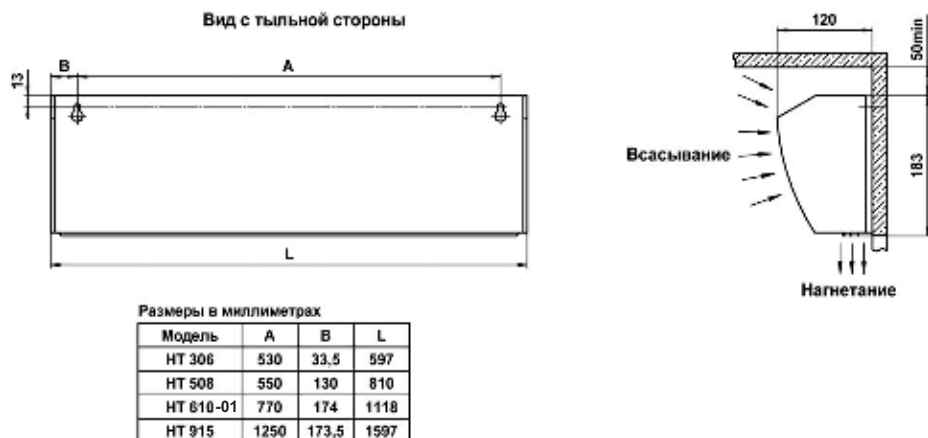 Вид с тыльной стороны
120
50min
B
A
13
Всасывание
183
L
Нагнетание
Размеры в миллиметрах
Модель A B L
НТ 306 530 33,5 597
НТ 508 550 130 810
НТ 610-01 770 174 1118
НТ 915 1250 173,5 1597